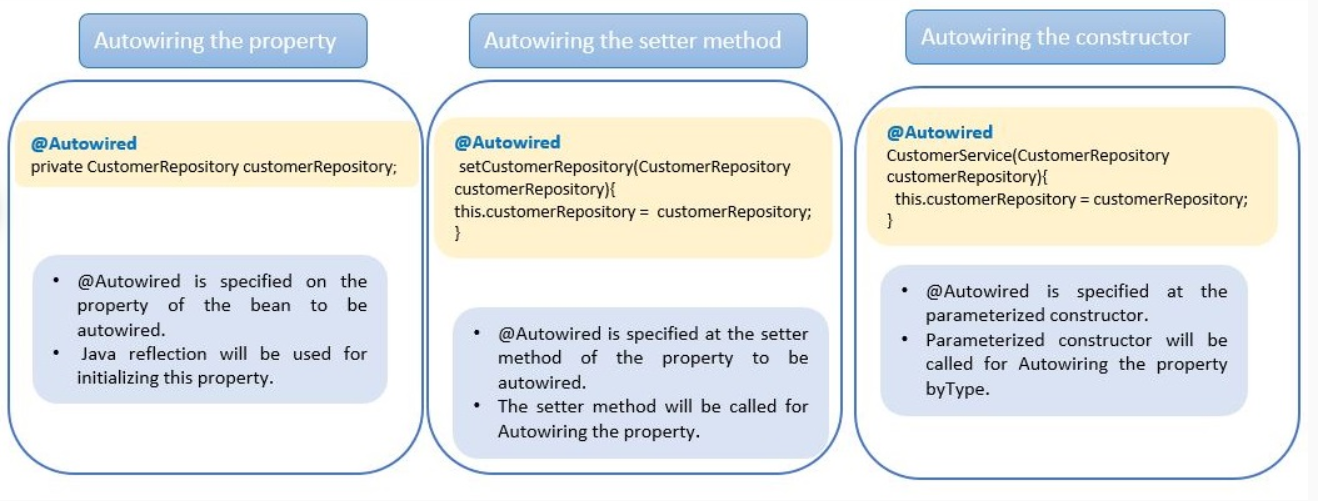 Autowiring the property
@Autowired
private CustomerRepository customerRepository;
• @Autowired is specified on the
property of the bean to be
autowired.
• Java reflection will be used for
initializing this property.
Autowiring the setter method
@Autowired
setCustomerRepository(CustomerRepository
customerRepository){
this.customerRepository = customerRepository;
}
• @Autowired is specified at the setter
method of the property to be
autowired.
• The setter method will be called for
Autowiring the property.
Autowiring the constructor
@Autowired
CustomerService(CustomerRepository
customerRepository){
this.customerRepository = customerRepository;
}
• @Autowired is specified at the
parameterized constructor.
• Parameterized constructor will be
called for Autowiring the property
byType.